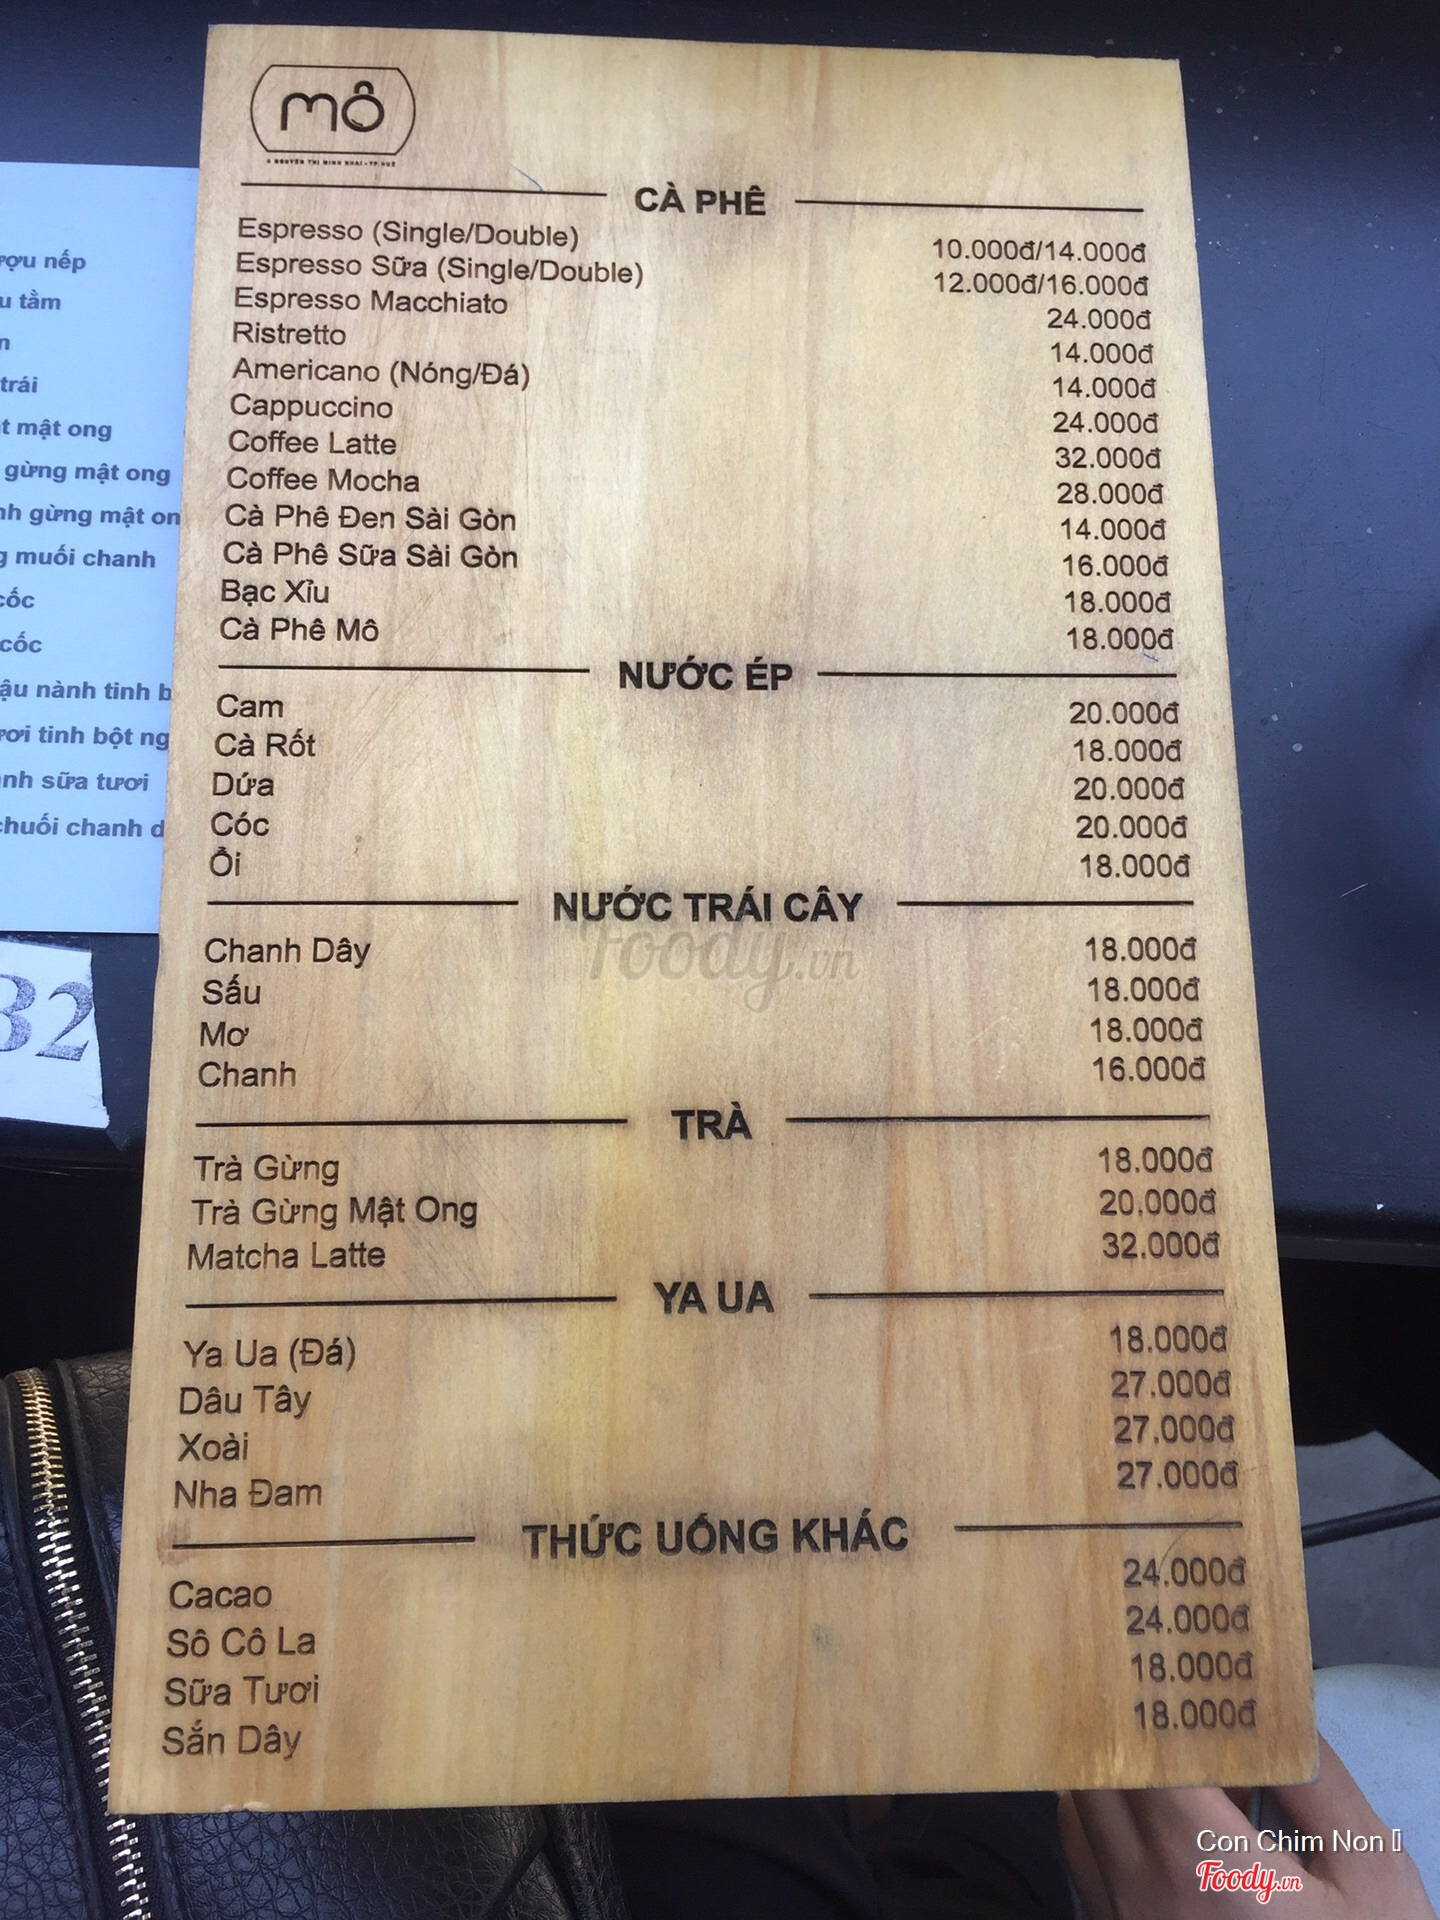 mô
NGUYỄN THỊ MINH KHAI - TP.HUẾ
CÀ PHÊ
Espresso (Single/Double) 10.000đ/14.000đ
Espresso Sữa (Single/Double) 12.000đ/16.000đ
Espresso Macchiato 24.000đ
Ristretto 14.000đ
Americano (Nóng/Đá) 14.000đ
Cappuccino 24.000đ
Coffee Latte 32.000đ
Coffee Mocha 28.000đ
Cà Phê Đen Sài Gòn 14.000đ
Cà Phê Sữa Sài Gòn 16.000đ
Bạc Xỉu 18.000đ
Cà Phê Mô 18.000đ
NƯỚC ÉP
Cam 20.000đ
Cà Rốt 18.000đ
Dứa 20.000đ
Cóc 20.000đ
Ổi 18.000đ
NƯỚC TRÁI CÂY
Chanh Dây 18.000đ
Sấu 18.000đ
Mơ 18.000đ
Chanh 16.000đ
TRÀ
Trà Gừng 18.000đ
Trà Gừng Mật Ong 20.000đ
Matcha Latte 32.000đ
YA UA
Ya Ua (Đá) 18.000đ
Dâu Tây 27.000đ
Xoài 27.000đ
Nha Đam 27.000đ
THỨC UỐNG KHÁC
Cacao 24.000đ
Sô Cô La 24.000đ
Sữa Tươi 18.000đ
Sắn Dây 18.000đ
nếp
tằm
trái
mật ong
gừng mật ong
gừng mật
muối chanh
cốc
nành tinh
tinh bột
sữa tươi
chuối chanh
32
Foody.vn
Con Chim Non
Foody.vn